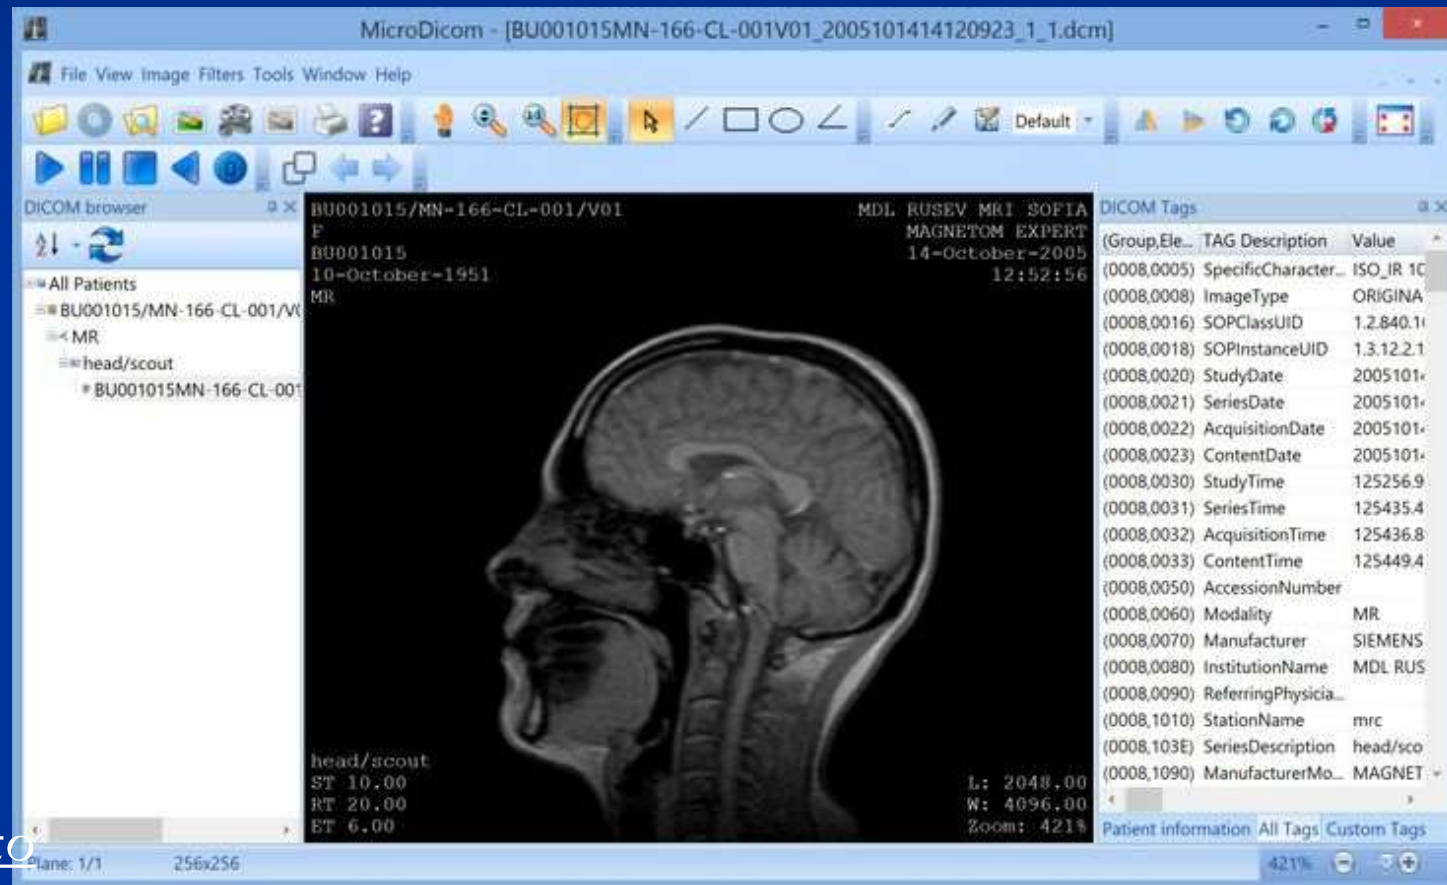 MicroDicom - [BU001015MN-166-CL-001V01_2005101414120923_1_1.dcm]
File View Image Filters Tools Window Help
Default
DICOM browser
All Patients
BU001015/MN-166-CL-001/V(
MR
head/scout
BU001015MN-166-CL-001
BU001015/MN-166-CL-001/V01
F
BU001015
10-October-1951
MR
MDL RUSEV MRI SOFIA
MAGNETOM EXPERT
14-October-2005
12:52:56
head/scout
ST 10.00
RT 20.00
ET 6.00
L: 2048.00
W: 4096.00
Zoom: 421%
DICOM Tags
(Group,Ele... TAG Description Value
(0008,0005) SpecificCharacter... ISO_IR 10
(0008,0008) ImageType ORIGINA
(0008,0016) SOPClassUID 1.2.840.1
(0008,0018) SOPInstanceUID 1.3.12.2.1
(0008,0020) StudyDate 2005101
(0008,0021) SeriesDate 2005101
(0008,0022) AcquisitionDate 2005101
(0008,0023) ContentDate 2005101
(0008,0030) StudyTime 125256.9
(0008,0031) SeriesTime 125435.4
(0008,0032) AcquisitionTime 125436.8
(0008,0033) ContentTime 125449.4
(0008,0050) AccessionNumber
(0008,0060) Modality MR
(0008,0070) Manufacturer SIEMENS
(0008,0080) InstitutionName MDL RUS
(0008,0090) ReferringPhysicia...
(0008,1010) StationName mrc
(0008,103E) SeriesDescription head/sco
(0008,1090) ManufacturerMo... MAGNET
Patient information All Tags Custom Tags
Plane: 1/1 256x256
421%